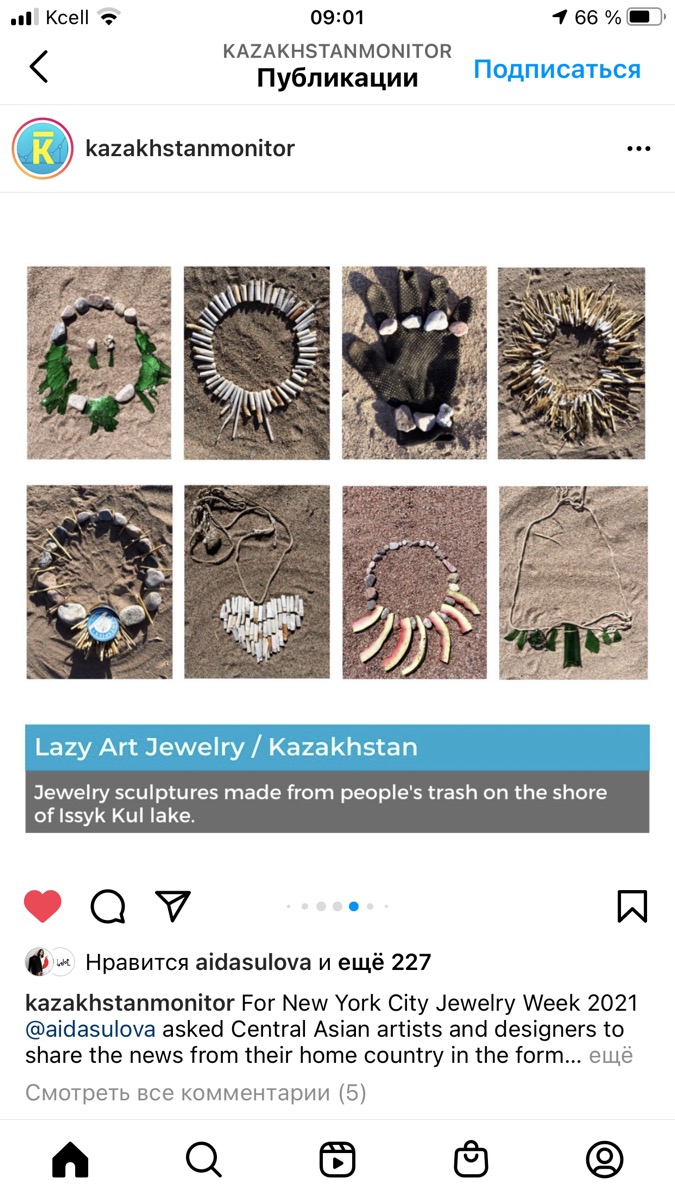 Kcell 09:01 66 %
KAZAKHSTANMONITOR
Публикации
Подписаться
kazakhstanmonitor
Lazy Art Jewelry / Kazakhstan
Jewelry sculptures made from people's trash on the shore
of Issyk Kul lake.
Нравится aidasulova и ещё 227
kazakhstanmonitor For New York City Jewelry Week 2021
@aidasulova asked Central Asian artists and designers to
share the news from their home country in the form... ещё
Смотреть все комментарии (5)